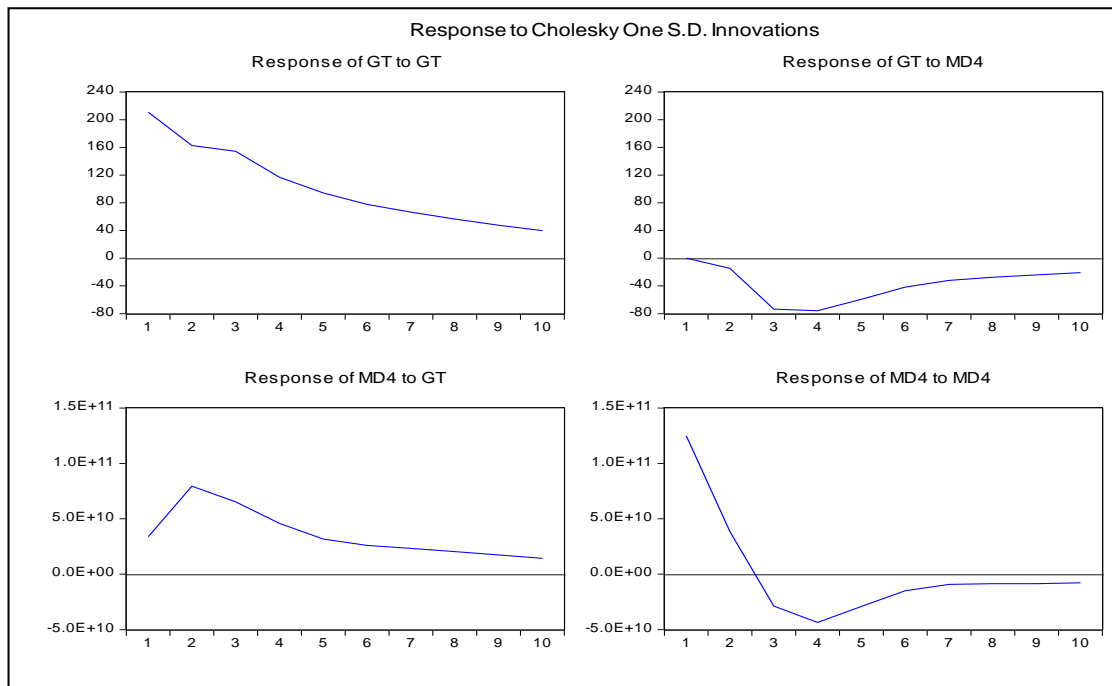 Response to Cholesky One S.D. Innovations
Response of GT to GT
240
200
160
120
80
40
0
-40
-80
1 2 3 4 5 6 7 8 9 10
Response of GT to MD4
240
200
160
120
80
40
0
-40
-80
1 2 3 4 5 6 7 8 9 10
Response of MD4 to GT
1.5E+11
1.0E+11
5.0E+10
0.0E+00
-5.0E+10
1 2 3 4 5 6 7 8 9 10
Response of MD4 to MD4
1.5E+11
1.0E+11
5.0E+10
0.0E+00
-5.0E+10
1 2 3 4 5 6 7 8 9 10